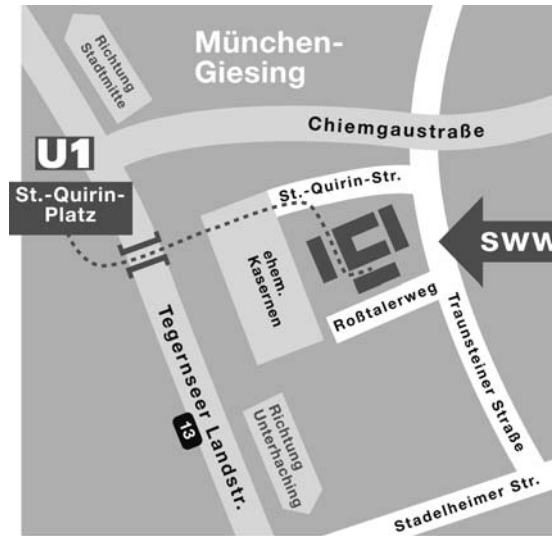 Richtung
Stadtmitte
München-
Giesing
Chiemgaustraße
U1
St.-Quirin-
Platz
St.-Quirin-Str.
SWW
ehem.
Kasernen
Roßtalerweg
Tegernseer Landstr.
13
Traunsteiner Straße
Richtung
Unterhaching
Stadelheimer Str.